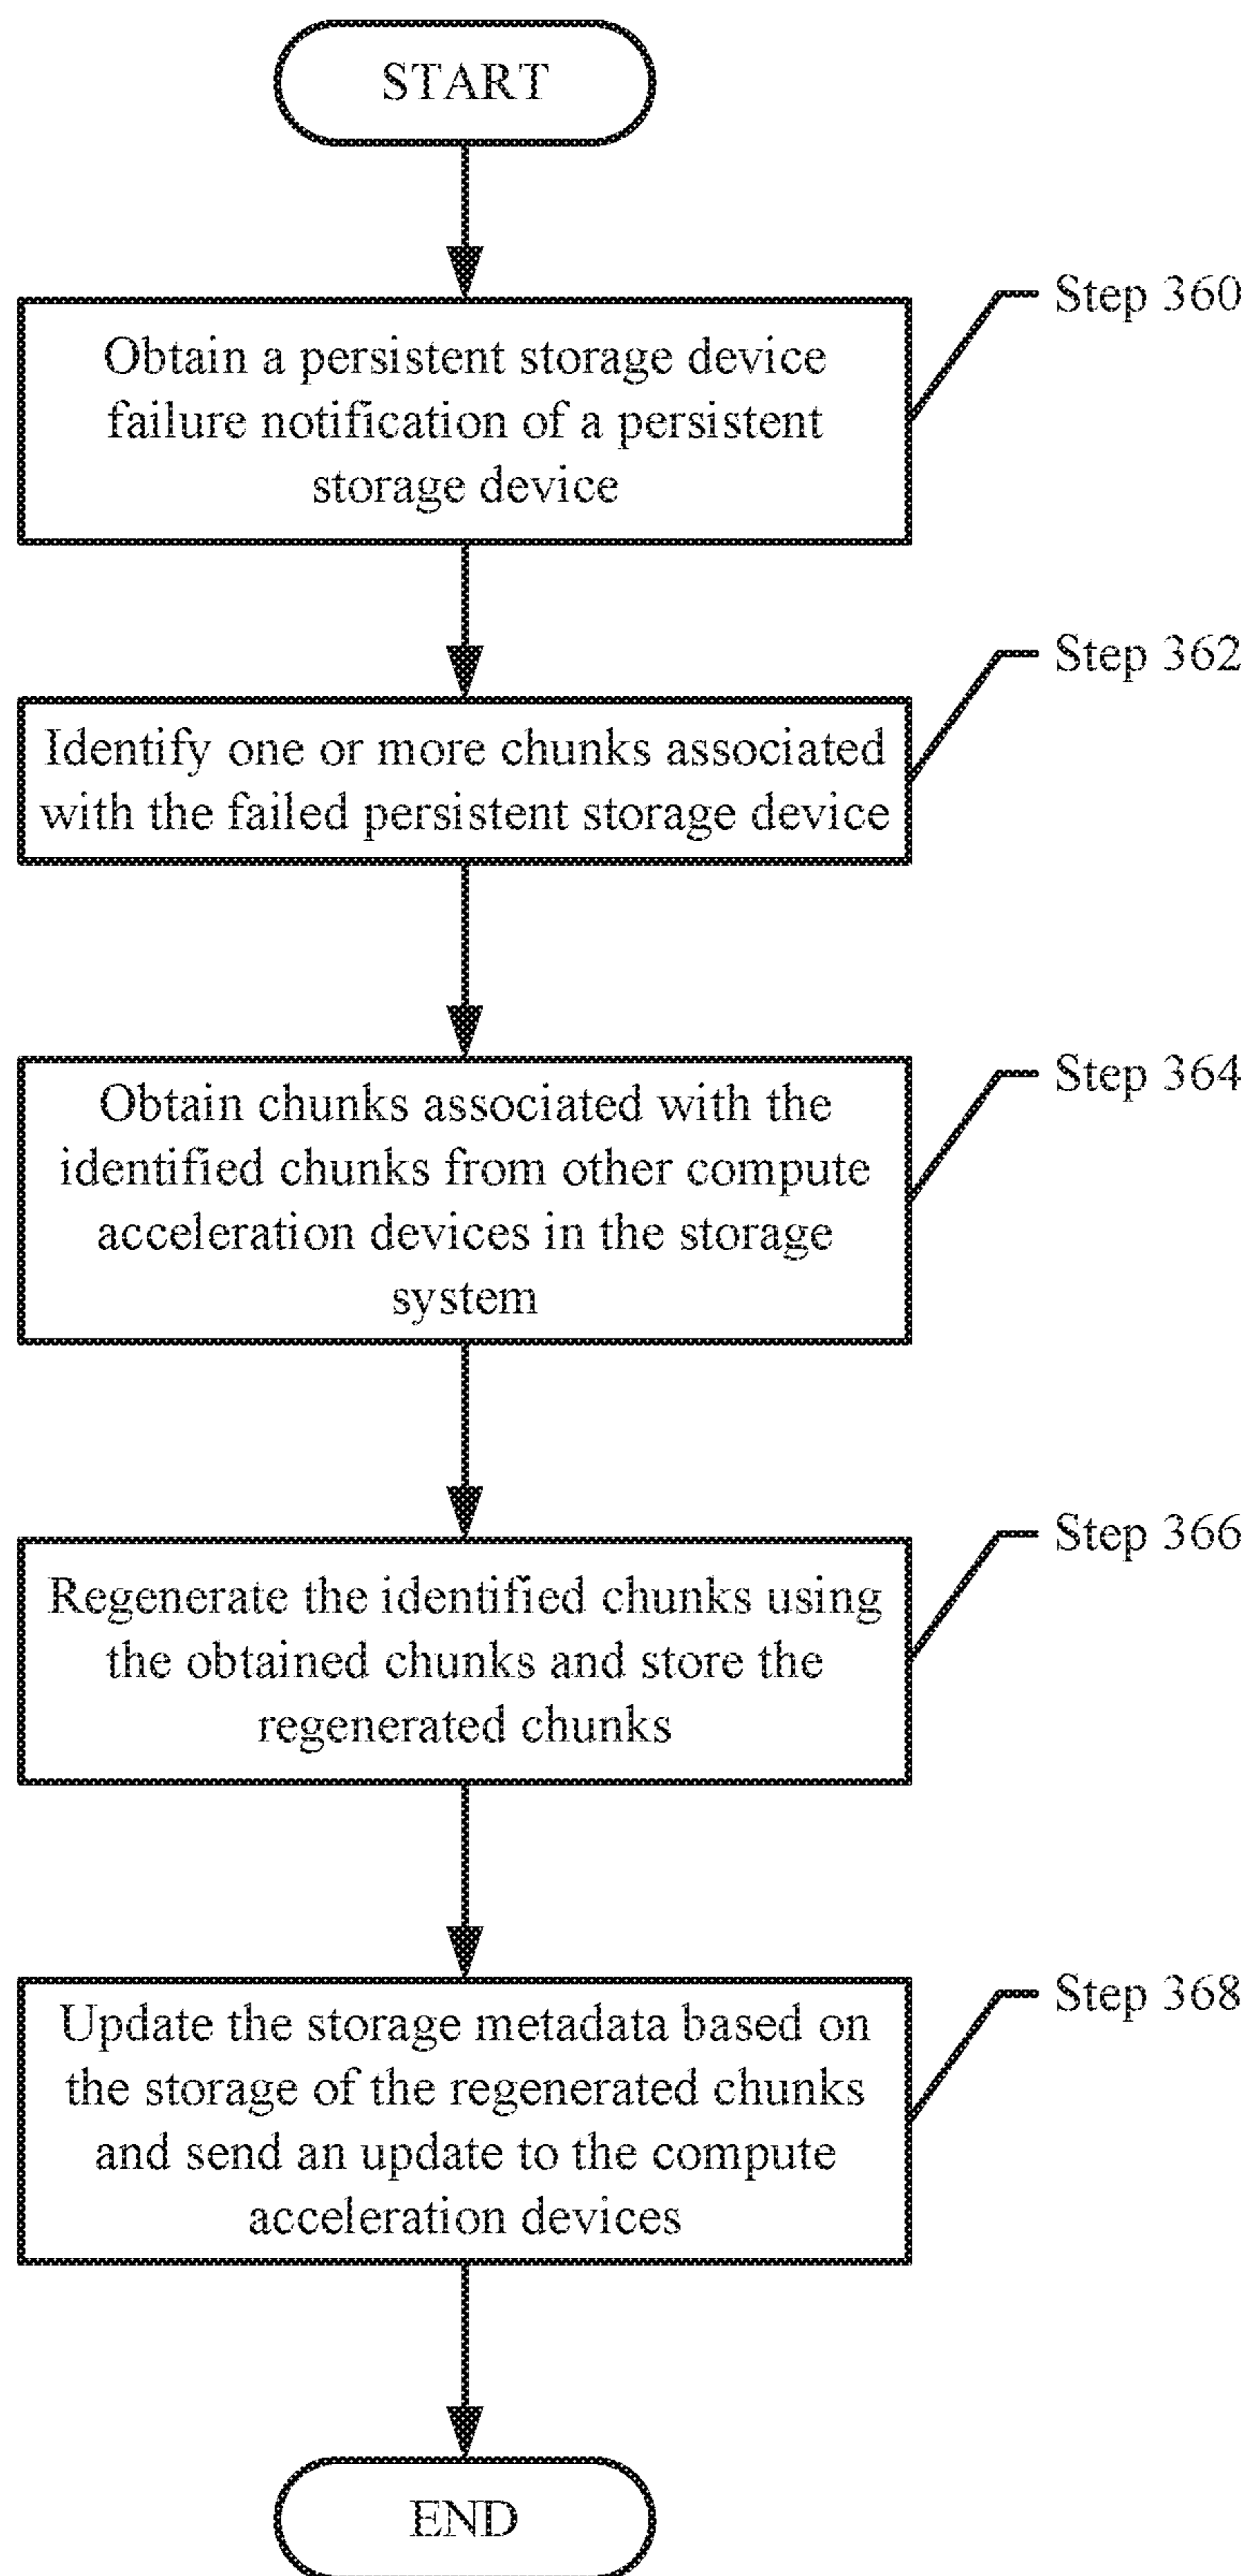 START
Step 360
Obtain a persistent storage device
failure notification of a persistent
storage device
Step 362
Identify one or more chunks associated
with the failed persistent storage device
Step 364
Obtain chunks associated with the
identified chunks from other compute
acceleration devices in the storage
system
Step 366
Regenerate the identified chunks using
the obtained chunks and store the
regenerated chunks
Step 368
Update the storage metadata based on
the storage of the regenerated chunks
and send an update to the compute
acceleration devices
END